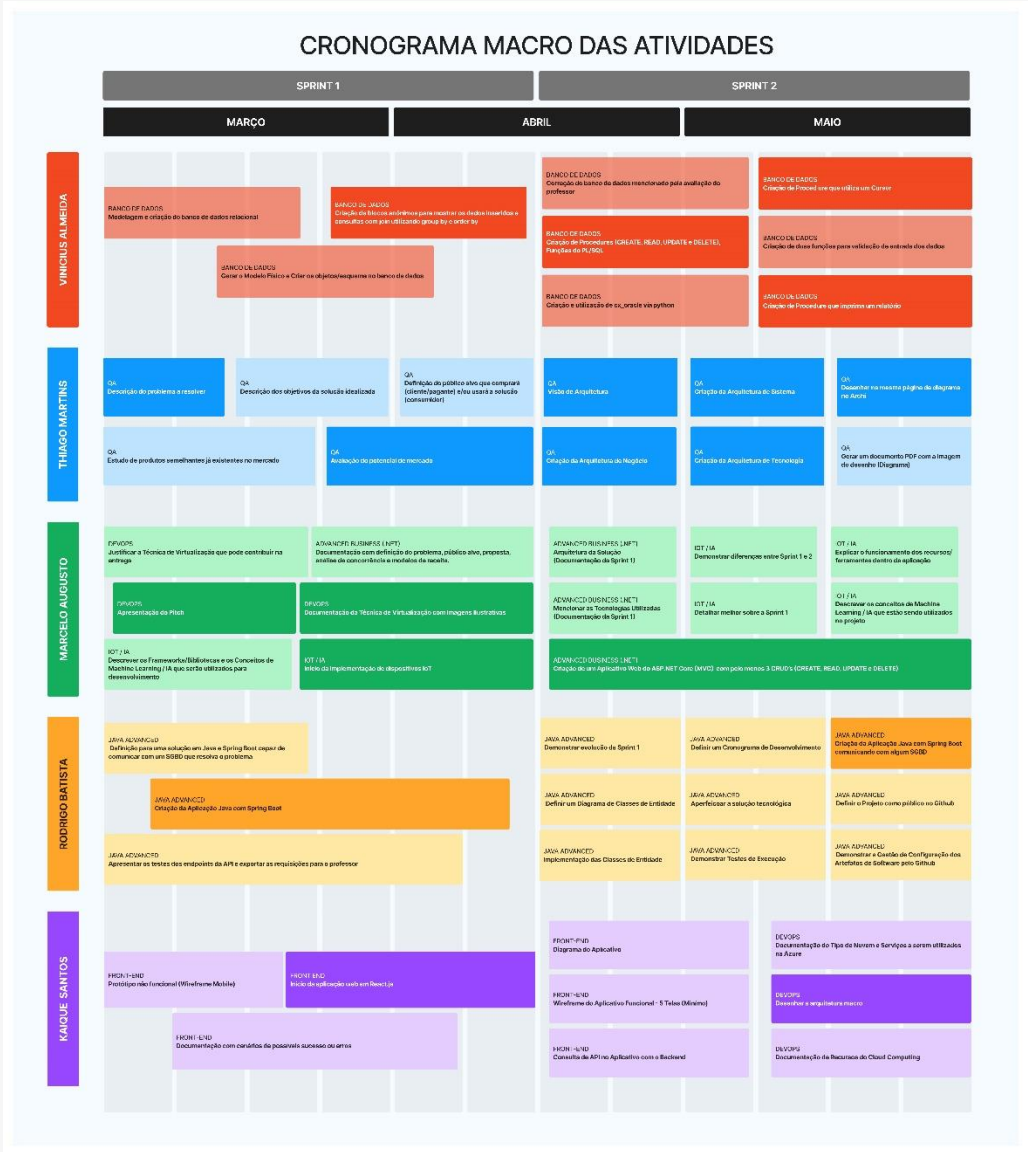 CRONOGRAMA MACRO DAS ATIVIDADES
SPRINT 1
SPRINT 2
MARÇO
ABRIL
MAIO
VINICIUS ALMEIDA
BANCO DE DADOS
Modelagem e criação do banco de dados relacional
BANCO DE DADOS
Criação de blocos anônimos para mostrar os dados inseridos e
consultas com join utilizando group by e order by
BANCO DE DADOS
Gerar o Modelo Físico e Criar os objetos/esquema no banco de dados
BANCO DE DADOS
Correção do banco de dados mencionado pela avaliação do
professor
BANCO DE DADOS
Criação de Procedure que utiliza um Cursor
BANCO DE DADOS
Criação de Procedures (CREATE, READ, UPDATE e DELETE),
Funções do PL/SQL
BANCO DE DADOS
Criação de duas funções para validação de entrada dos dados
BANCO DE DADOS
Criação e utilização de cx_oracle via python
BANCO DE DADOS
Criação de Procedure que imprima um relatório
THIAGO MARTINS
QA
Descrição do problema a resolver
QA
Descrição dos objetivos da solução idealizada
QA
Definição do público alvo que comprará
(cliente/pagante) e/ou usará a solução
(consumidor)
QA
Visão de Arquitetura
QA
Criação da Arquitetura de Sistema
QA
Desenhar na mesma página de diagrama
no Archi
QA
Estudo de produtos semelhantes já existentes no mercado
QA
Avaliação do potencial de mercado
QA
Criação da Arquitetura de Negócio
QA
Criação da Arquitetura de Tecnologia
QA
Gerar um documento PDF com a imagem
do desenho (Diagrama)
MARCELO AUGUSTO
DEVOPS
Justificar a Técnica de Virtualização que pode contribuir na
entrega
ADVANCED BUSINESS (.NET)
Documentação com definição do problema, público alvo, proposta,
análise da concorrência e modelos de receita.
ADVANCED BUSINESS (.NET)
Arquitetura da Solução
(Documentação da Sprint 1)
IOT / IA
Demonstrar diferenças entre Sprint 1 e 2
IOT / IA
Explicar o funcionamento dos recursos/
ferramentas dentro da aplicação
DEVOPS
Apresentação do Pitch
DEVOPS
Documentação da Técnica de Virtualização com imagens ilustrativas
ADVANCED BUSINESS (.NET)
Mencionar as Tecnologias Utilizadas
(Documentação da Sprint 1)
IOT / IA
Detalhar melhor sobre a Sprint 1
IOT / IA
Descrever os conceitos de Machine
Learning / IA que estão sendo utilizados
no projeto
IOT / IA
Descrever os Frameworks/Bibliotecas e os Conceitos de
Machine Learning / IA que serão utilizados para
desenvolvimento
IOT / IA
Início da implementação de dispositivos IoT
ADVANCED BUSINESS (.NET)
Criação de um Aplicativo Web do ASP.NET Core (MVC) com pelo menos 3 CRUD's (CREATE, READ, UPDATE e DELETE)
RODRIGO BATISTA
JAVA ADVANCED
Definição para uma solução em Java e Spring Boot capaz de
comunicar com um SGBD que resolva o problema
JAVA ADVANCED
Demonstrar evolução da Sprint 1
JAVA ADVANCED
Definir um Cronograma de Desenvolvimento
JAVA ADVANCED
Criação da Aplicação Java com Spring Boot
comunicando com algum SGBD
JAVA ADVANCED
Criação da Aplicação Java com Spring Boot
JAVA ADVANCED
Definir um Diagrama de Classes de Entidade
JAVA ADVANCED
Aperfeiçoar a solução tecnológica
JAVA ADVANCED
Definir o Projeto como público no Github
JAVA ADVANCED
Apresentar os testes dos endpoints da API e exportar as requisições para o professor
JAVA ADVANCED
Implementação das Classes de Entidade
JAVA ADVANCED
Demonstrar Testes de Execução
JAVA ADVANCED
Demonstrar a Gestão de Configuração dos
Artefatos de Software pelo Github
KAIQUE SANTOS
FRONT-END
Protótipo não funcional (Wireframe Mobile)
FRONT-END
Início da aplicação web em React.js
FRONT-END
Documentação com cenários de possíveis sucesso ou erros
FRONT-END
Diagrama do Aplicativo
DEVOPS
Documentação do Tipo de Nuvem e Serviços a serem utilizados
na Azure
FRONT-END
Wireframe do Aplicativo Funcional - 5 Telas (Mínimo)
DEVOPS
Desenhar a arquitetura macro
FRONT-END
Consulta de API no Aplicativo com o Backend
DEVOPS
Documentação de Recursos do Cloud Computing